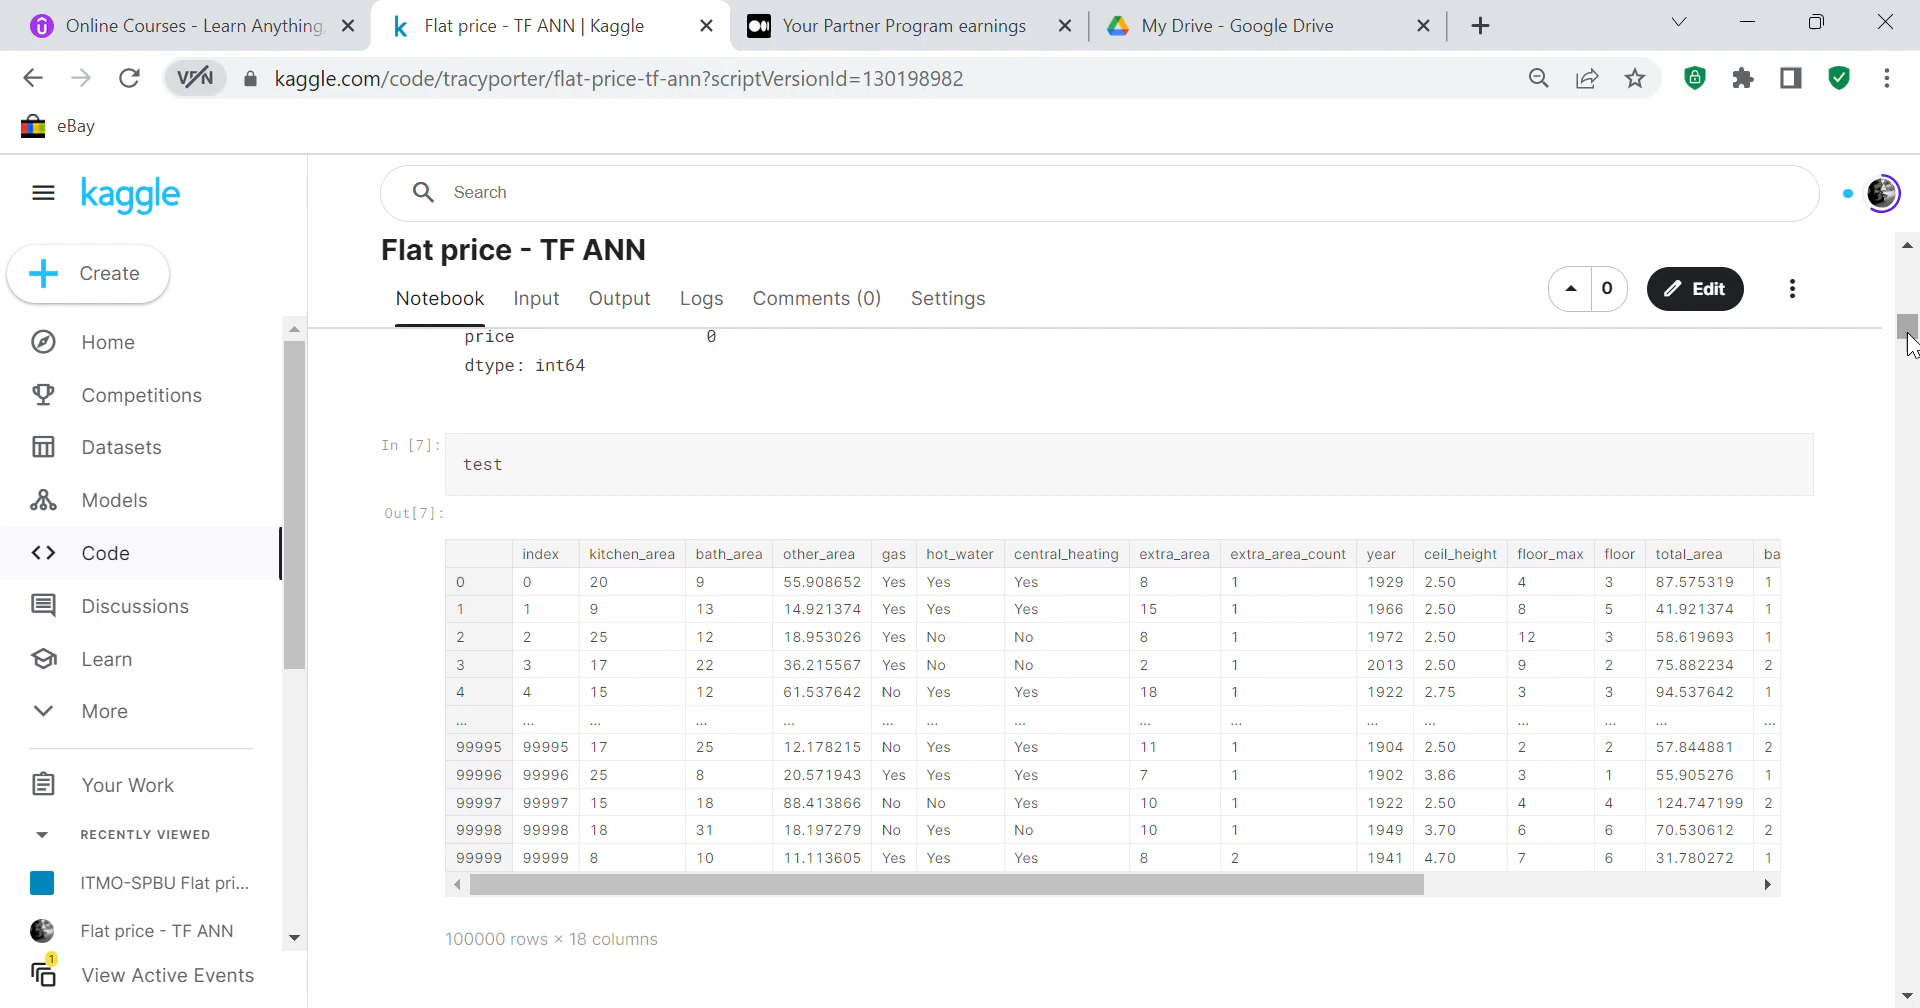 Online Courses - Learn Anything,
Flat price - TF ANN | Kaggle
Your Partner Program earnings
My Drive - Google Drive
VPN
kaggle.com/code/tracyporter/flat-price-tf-ann?scriptVersionId=130198982
eBay
kaggle
Search
Create
Flat price - TF ANN
Notebook Input Output Logs Comments (0) Settings
0
Edit
Home
Competitions
Datasets
Models
Code
Discussions
Learn
More
Your Work
RECENTLY VIEWED
ITMO-SPBU Flat pri...
Flat price - TF ANN
1
View Active Events
price 0
dtype: int64
In [7]:
test
Out[7]:
index kitchen_area bath_area other_area gas hot_water central_heating extra_area extra_area_count year ceil_height floor_max floor total_area ba
0 0 20 9 55.908652 Yes Yes Yes 8 1 1929 2.50 4 3 87.575319 1
1 1 9 13 14.921374 Yes Yes Yes 15 1 1966 2.50 8 5 41.921374 1
2 2 25 12 18.953026 Yes No No 8 1 1972 2.50 12 3 58.619693 1
3 3 17 22 36.215567 Yes No No 2 1 2013 2.50 9 2 75.882234 2
4 4 15 12 61.537642 No Yes Yes 18 1 1922 2.75 3 3 94.537642 1
... ... ... ... ... ... ... ... ... ... ... ... ... ... ... ...
99995 99995 17 25 12.178215 No Yes Yes 11 1 1904 2.50 2 2 57.844881 2
99996 99996 25 8 20.571943 Yes Yes Yes 7 1 1902 3.86 3 1 55.905276 1
99997 99997 15 18 88.413866 No No Yes 10 1 1922 2.50 4 4 124.747199 2
99998 99998 18 31 18.197279 No Yes No 10 1 1949 3.70 6 6 70.530612 2
99999 99999 8 10 11.113605 Yes Yes Yes 8 2 1941 4.70 7 6 31.780272 1
100000 rows × 18 columns